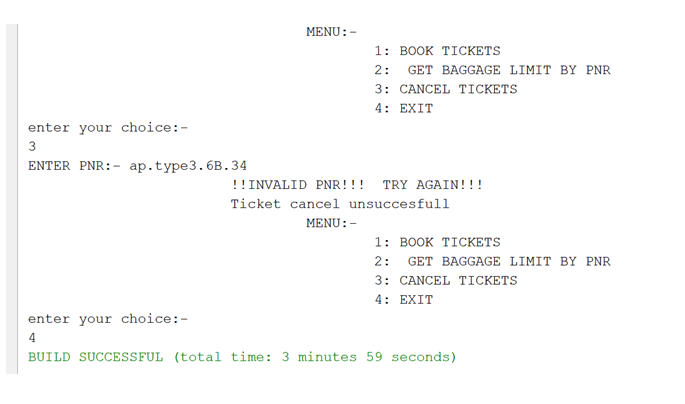 MENU:-
1: BOOK TICKETS
2:  GET BAGGAGE LIMIT BY PNR
3: CANCEL TICKETS
4: EXIT
enter your choice:-
3
ENTER PNR:- ap.type3.6B.34
!!INVALID PNR!!!  TRY AGAIN!!!
Ticket cancel unsuccesfull
MENU:-
1: BOOK TICKETS
2:  GET BAGGAGE LIMIT BY PNR
3: CANCEL TICKETS
4: EXIT
enter your choice:-
4
BUILD SUCCESSFUL (total time: 3 minutes 59 seconds)